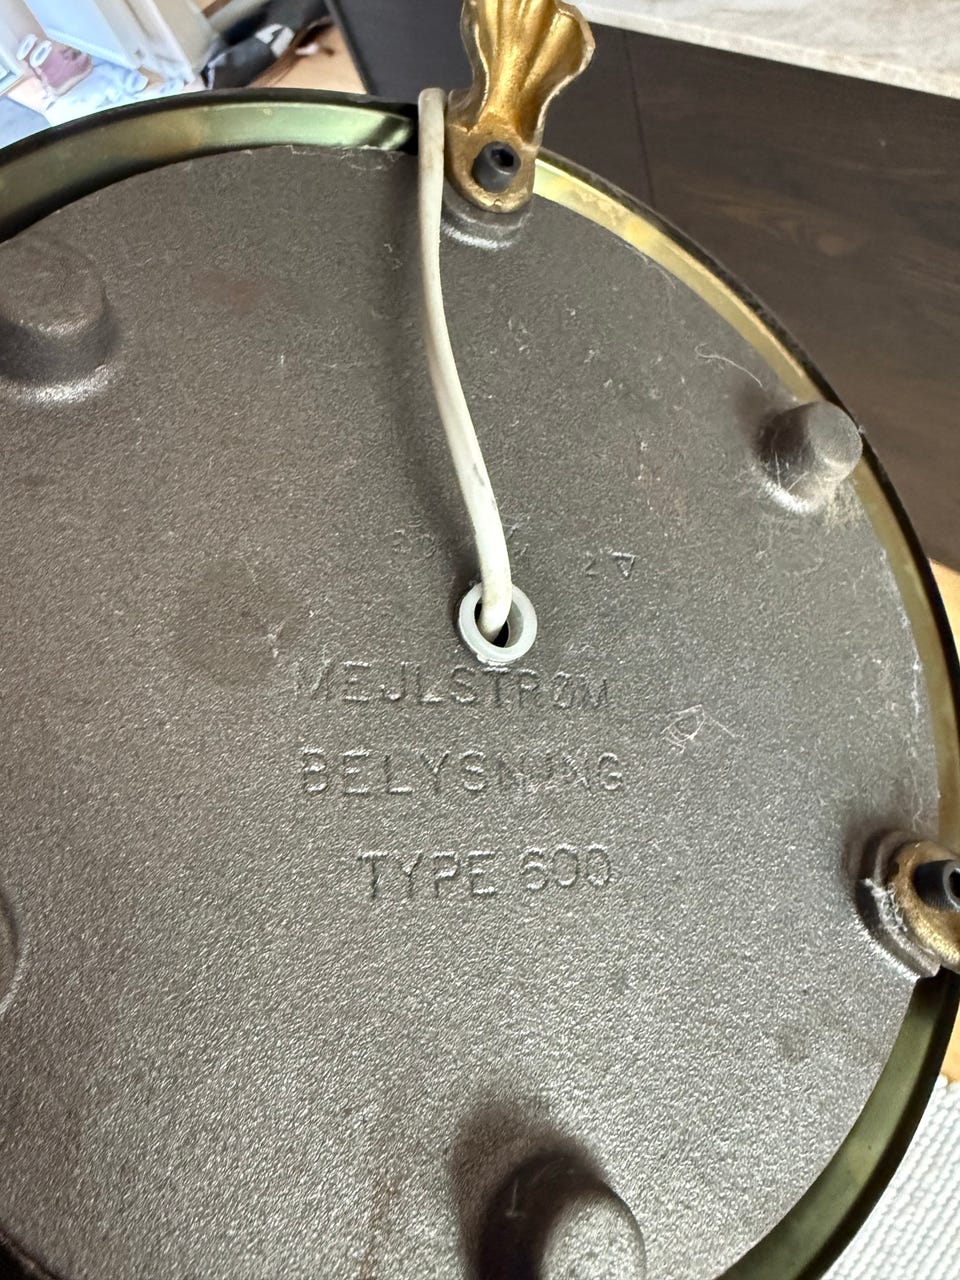 MEJLSTRØM
BELYSNING
TYPE 600